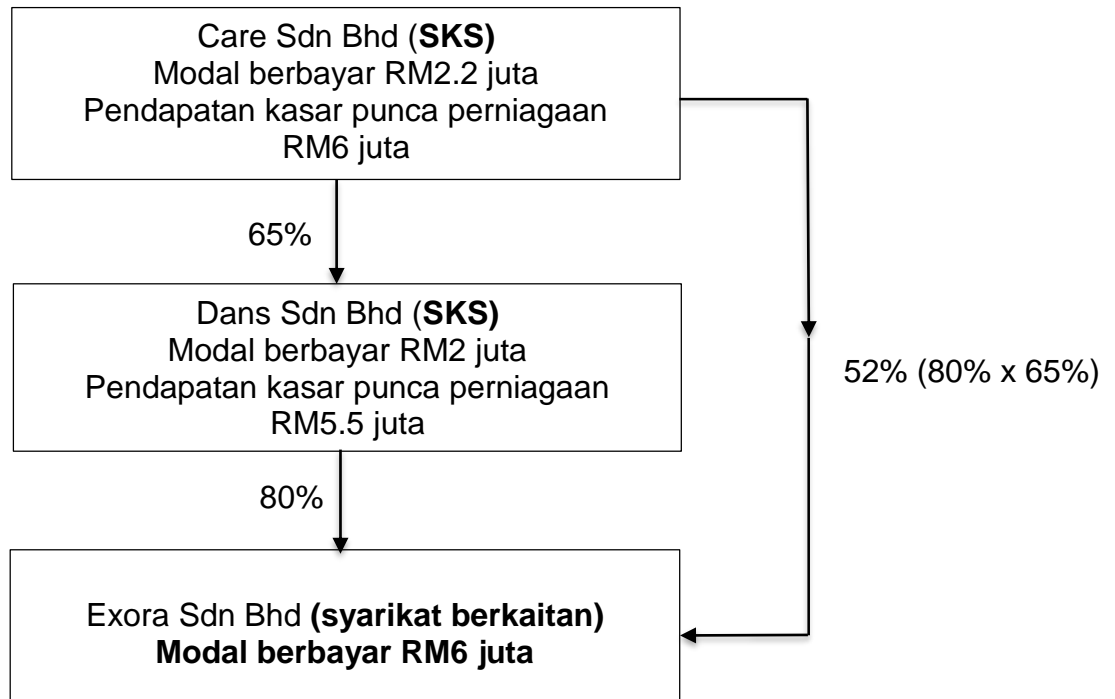 Care Sdn Bhd (SKS)
Modal berbayar RM2.2 juta
Pendapatan kasar punca perniagaan
RM6 juta
65%
Dans Sdn Bhd (SKS)
Modal berbayar RM2 juta
Pendapatan kasar punca perniagaan
RM5.5 juta
52% (80% x 65%)
80%
Exora Sdn Bhd (syarikat berkaitan)
Modal berbayar RM6 juta